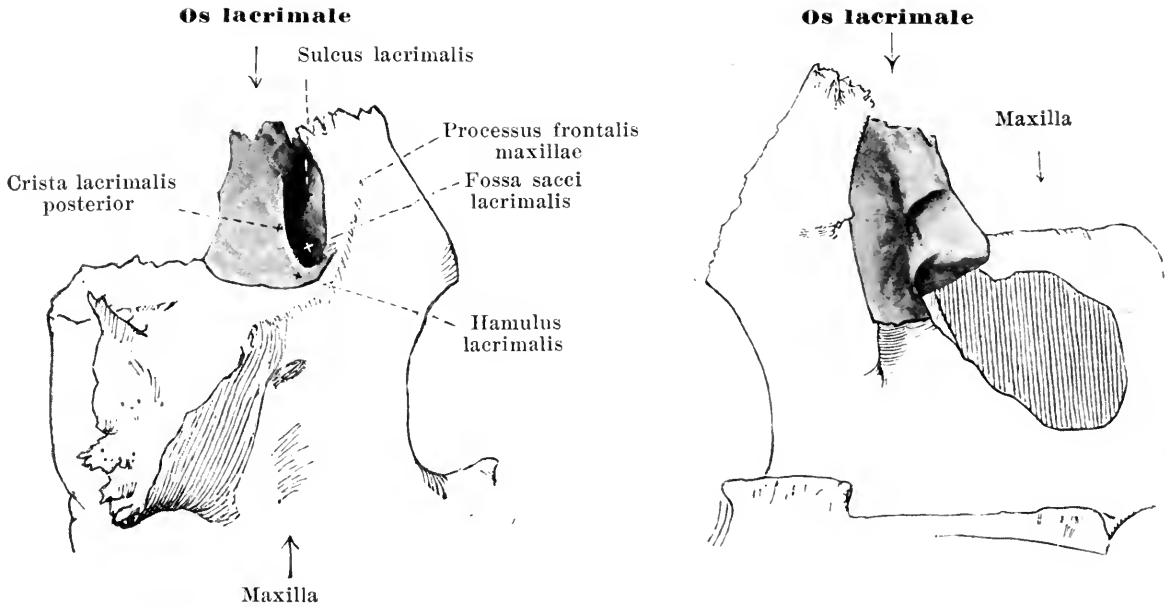 Os lacrimale
Sulcus lacrimalis
Processus frontalis
maxillae
Crista lacrimalis
posterior
Fossa sacci
lacrimalis
Hamulus
lacrimalis
Maxilla
Os lacrimale
Maxilla